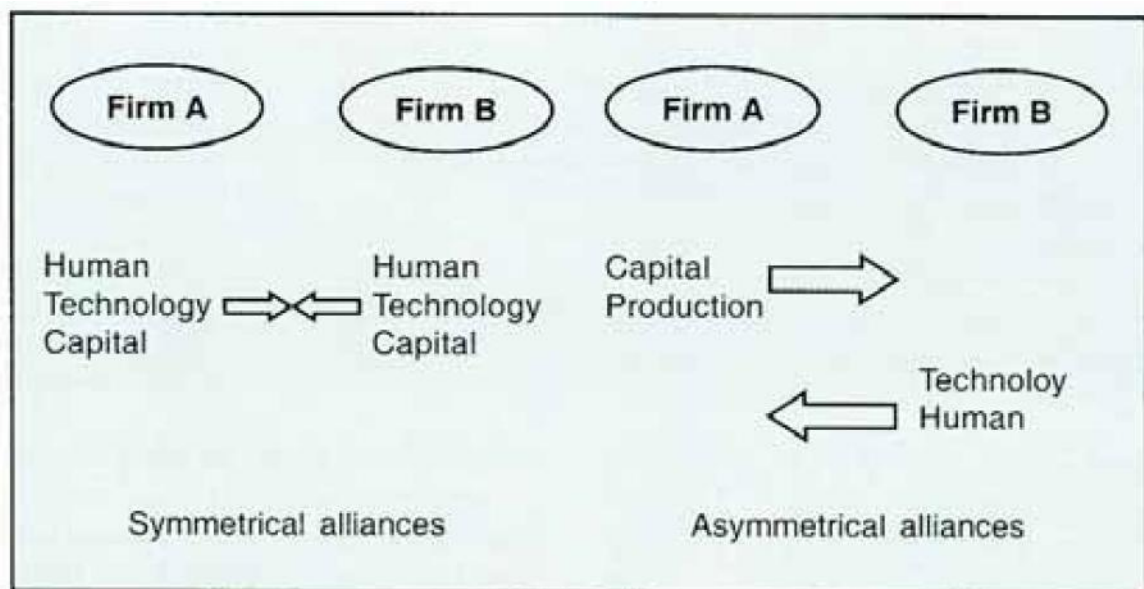 Firm A
Firm B
Firm A
Firm B
Human
Technology
Capital
Human
Technology
Capital
Capital
Production
Technoloy
Human
Symmetrical alliances
Asymmetrical alliances